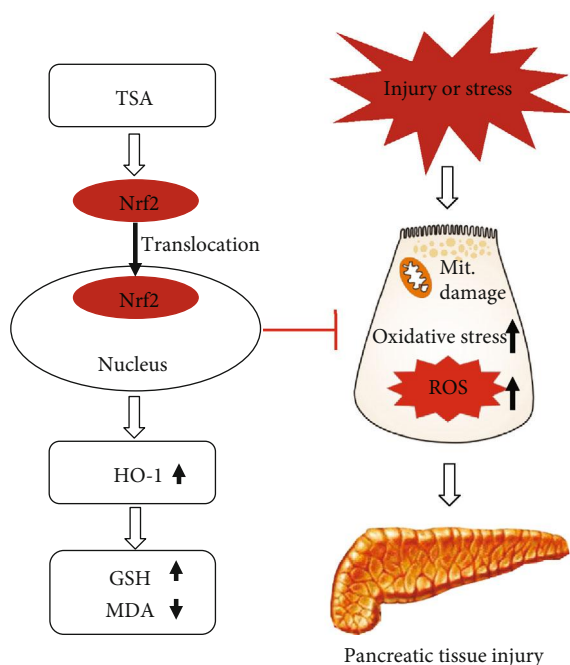 TSA
Nrf2
Translocation
Nrf2
Nucleus
HO-1
GSH
MDA
Injury or stress
Mit.
damage
Oxidative stress
ROS
Pancreatic tissue injury